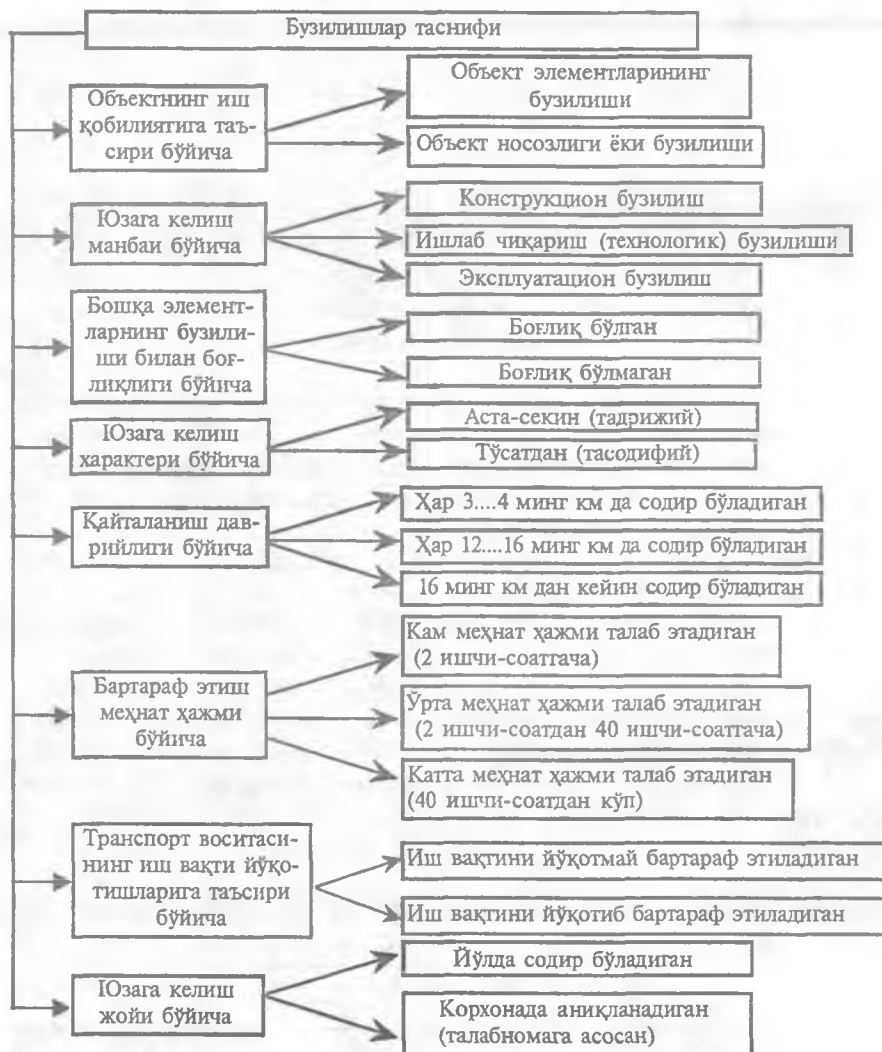 Бузилишлар таснифи
Объектнинг иш
қобилиятига таъ-
сири бўйича
Объект элементларининг
бузилиши
Объект носозлиги ёки бузилиши
Юзага келиш
манбаи бўйича
Конструкцион бузилиш
Ишлаб чиқариш (технологик) бузилиши
Эксплуатацион бузилиш
Бошқа элемент-
ларнинг бузили-
ши билан боғ-
лиқлиги бўйича
Боғлиқ бўлган
Боғлиқ бўлмаган
Юзага келиш
характери бўйича
Аста-секин (тадрижий)
Тўсатдан (тасодифий)
Қайталаниш дав-
рийлиги бўйича
Ҳар 3....4 минг км да содир бўладиган
Ҳар 12....16 минг км да содир бўладиган
16 минг км дан кейин содир бўладиган
Бартараф этиш
меҳнат ҳажми
бўйича
Кам меҳнат ҳажми талаб этадиган
(2 ишчи-соатгача)
Ўрта меҳнат ҳажми талаб этадиган
(2 ишчи-соатдан 40 ишчи-соатгача)
Катта меҳнат ҳажми талаб этадиган
(40 ишчи-соатдан кўп)
Транспорт воситаси-
нинг иш вақти йўқо-
тишларига таъсири
бўйича
Иш вақтини йўқотмай бартараф этиладиган
Иш вақтини йўқотиб бартараф этиладиган
Юзага келиш
жойи бўйича
Йўлда содир бўладиган
Корхонада аниқланадиган
(талабномага асосан)